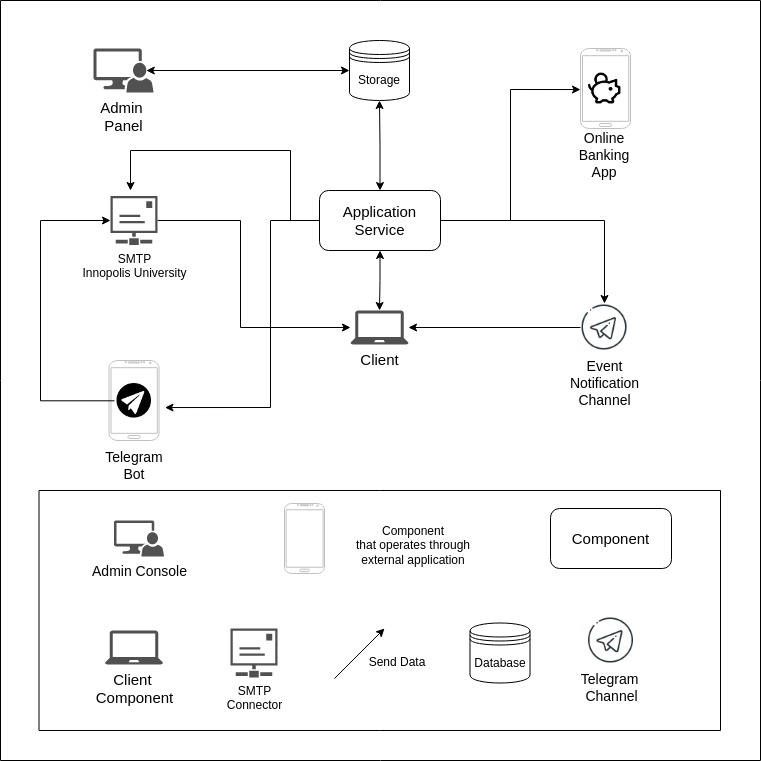 Storage
Admin
Panel
Online
Banking
App
Application
Service
SMTP
Innopolis University
Client
Event
Notification
Channel
Telegram
Bot
Component
that operates through
external application
Component
Admin Console
Client
Component
SMTP
Connector
Send Data
Database
Telegram
Channel